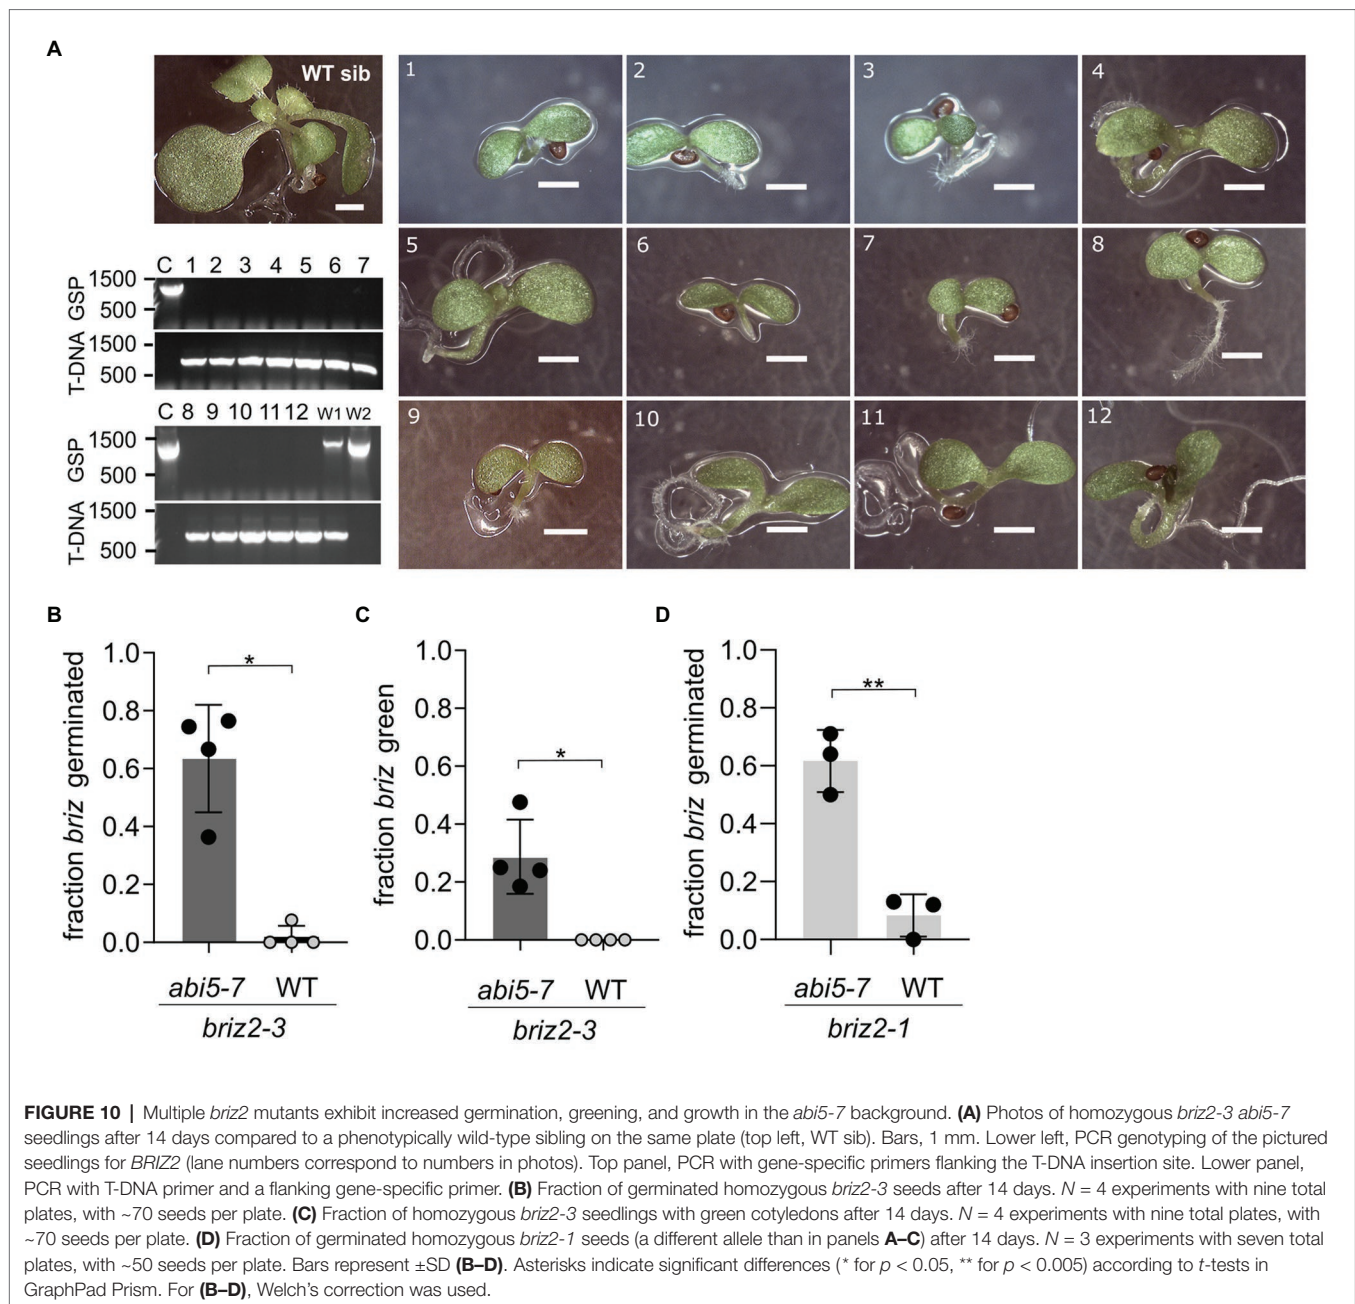 A
WT sib
1
2
3
4
C 1 2 3 4 5 6 7
GSP
1500
500
T-DNA
1500
500
5
6
7
8
C 8 9 10 11 12 W1 W2
GSP
1500
500
T-DNA
1500
500
9
10
11
12
B
fraction briz germinated
1.0
0.8
0.6
0.4
0.2
0.0
*
abi5-7 WT
briz2-3
C
fraction briz green
1.0
0.8
0.6
0.4
0.2
0.0
*
abi5-7 WT
briz2-3
D
fraction briz germinated
1.0
0.8
0.6
0.4
0.2
0.0
**
abi5-7 WT
briz2-1
FIGURE 10 | Multiple briz2 mutants exhibit increased germination, greening, and growth in the abi5-7 background. (A) Photos of homozygous briz2-3 abi5-7
seedlings after 14 days compared to a phenotypically wild-type sibling on the same plate (top left, WT sib). Bars, 1 mm. Lower left, PCR genotyping of the pictured
seedlings for BRIZ2 (lane numbers correspond to numbers in photos). Top panel, PCR with gene-specific primers flanking the T-DNA insertion site. Lower panel,
PCR with T-DNA primer and a flanking gene-specific primer. (B) Fraction of germinated homozygous briz2-3 seeds after 14 days. N = 4 experiments with nine total
plates, with ~70 seeds per plate. (C) Fraction of homozygous briz2-3 seedlings with green cotyledons after 14 days. N = 4 experiments with nine total plates, with
~70 seeds per plate. (D) Fraction of germinated homozygous briz2-1 seeds (a different allele than in panels A–C) after 14 days. N = 3 experiments with seven total
plates, with ~50 seeds per plate. Bars represent ±SD (B–D). Asterisks indicate significant differences (* for p < 0.05, ** for p < 0.005) according to t-tests in
GraphPad Prism. For (B–D), Welch's correction was used.